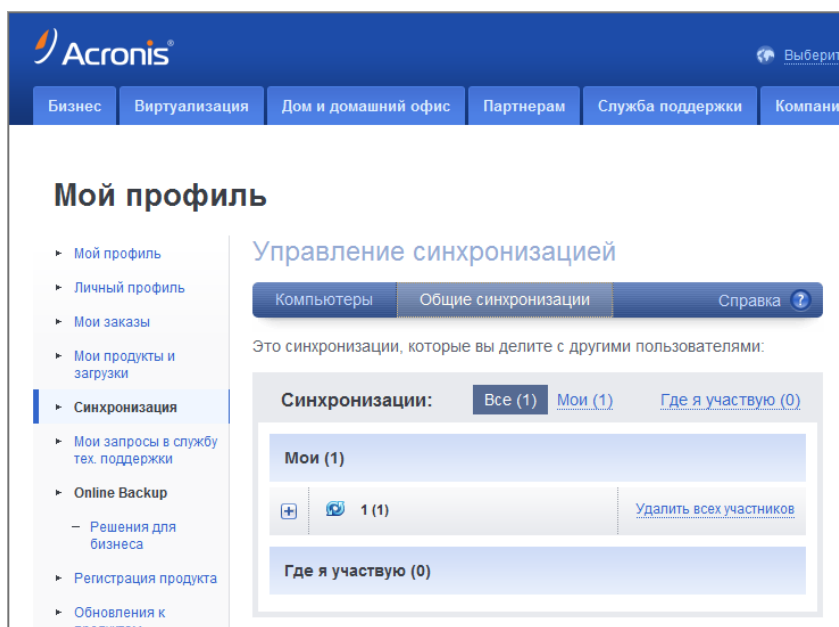 Acronis
Бизнес Виртуализация Дом и домашний офис Партнерам Служба поддержки
Мой профиль
Мой профиль
Личный профиль
Мои заказы
Мои продукты и
загрузки
Синхронизация
Мои запросы в службу
тех. поддержки
Online Backup
– Решения для
бизнеса
Регистрация продукта
Обновления к
Управление синхронизацией
Компьютеры Общие синхронизации Справка ?
Это синхронизации, которые вы делите с другими пользователями:
Синхронизации: Все (1) Мои (1) Где я участвую (0)
Мои (1)
1 (1) Удалить всех участников
Где я участвую (0)